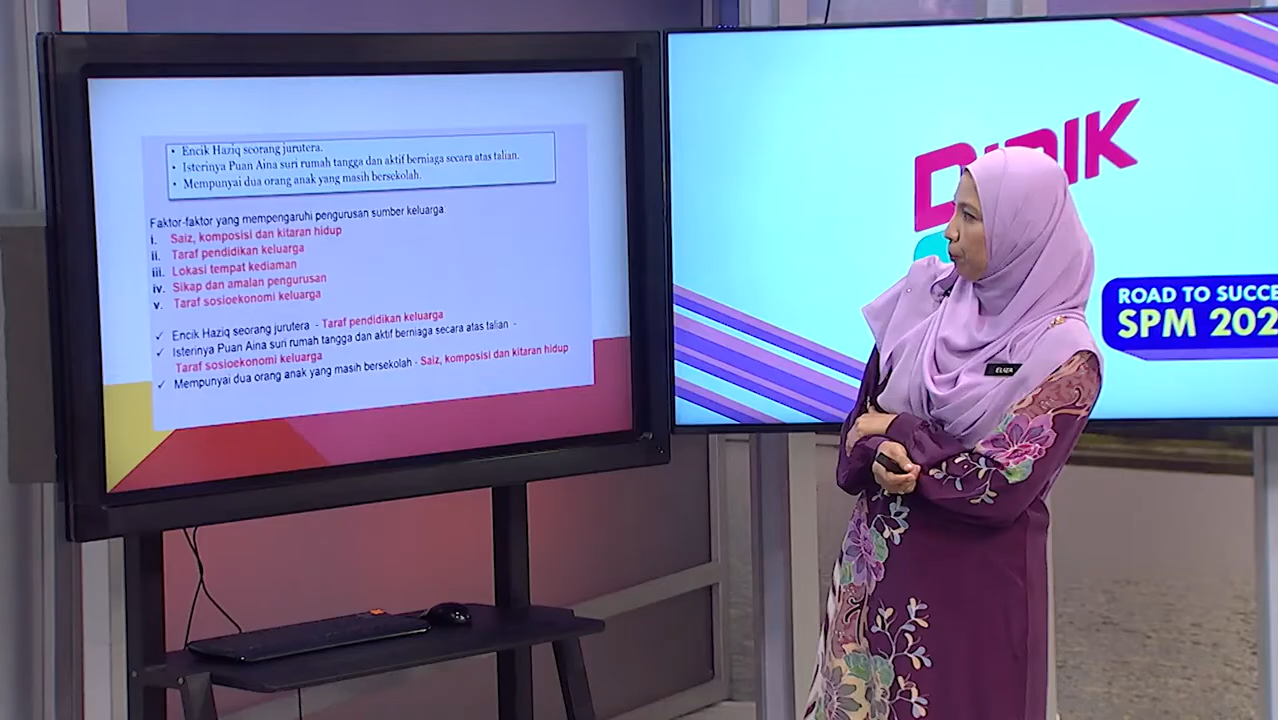 • Encik Haziq seorang jurutera.
• Isterinya Puan Aina suri rumah tangga dan aktif berniaga secara atas talian.
• Mempunyai dua orang anak yang masih bersekolah.
Faktor-faktor yang mempengaruhi pengurusan sumber keluarga
i. Saiz, komposisi dan kitaran hidup
ii. Taraf pendidikan keluarga
iii. Lokasi tempat kediaman
iv. Sikap dan amalan pengurusan
v. Taraf sosioekonomi keluarga
✓ Encik Haziq seorang jurutera - Taraf pendidikan keluarga
✓ Isterinya Puan Aina suri rumah tangga dan aktif berniaga secara atas talian -
Taraf sosioekonomi keluarga
✓ Mempunyai dua orang anak yang masih bersekolah - Saiz, komposisi dan kitaran hidup
ROAD TO SUCCE
SPM 202
ELIZA